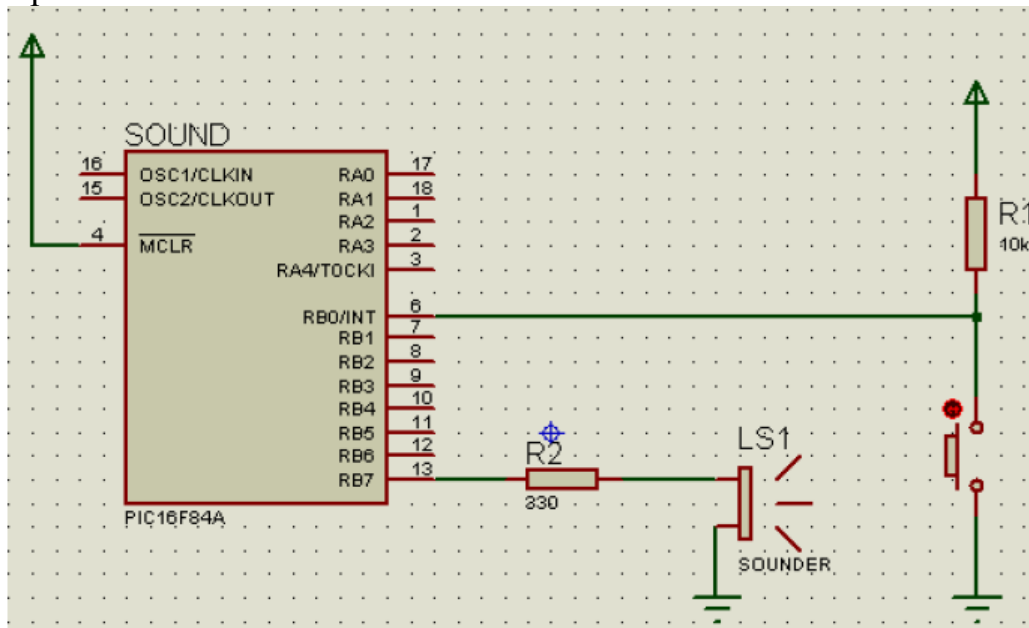 SOUND
16 OSC1/CLKIN RA0 17
15 OSC2/CLKOUT RA1 18
RA2 1
4 MCLR RA3 2
RA4/TOCKI 3
RB0/INT 6
RB1 7
RB2 8
RB3 9
RB4 10
RB5 11
RB6 12
RB7 13
PIC16F84A
R2
330
LS1
SOUNDER
R1
10k